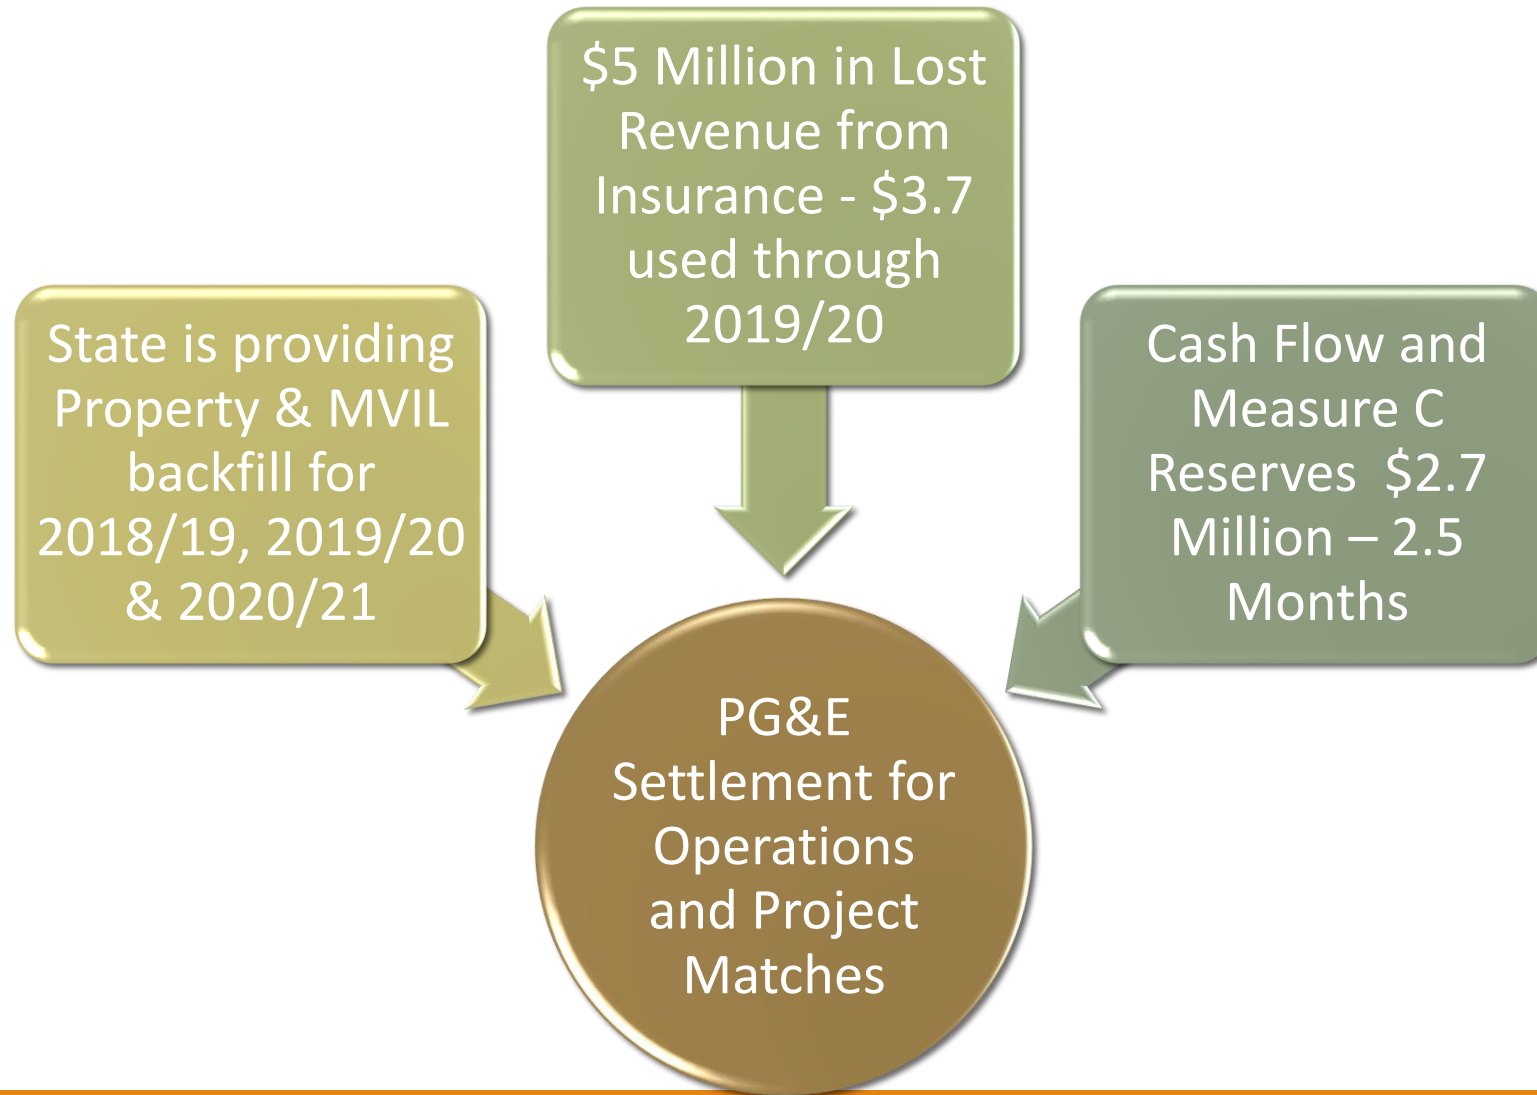 $5 Million in Lost
Revenue from
Insurance - $3.7
used through
2019/20
State is providing
Property & MVIL
backfill for
2018/19, 2019/20
& 2020/21
Cash Flow and
Measure C
Reserves  $2.7
Million – 2.5
Months
PG&E
Settlement for
Operations
and Project
Matches